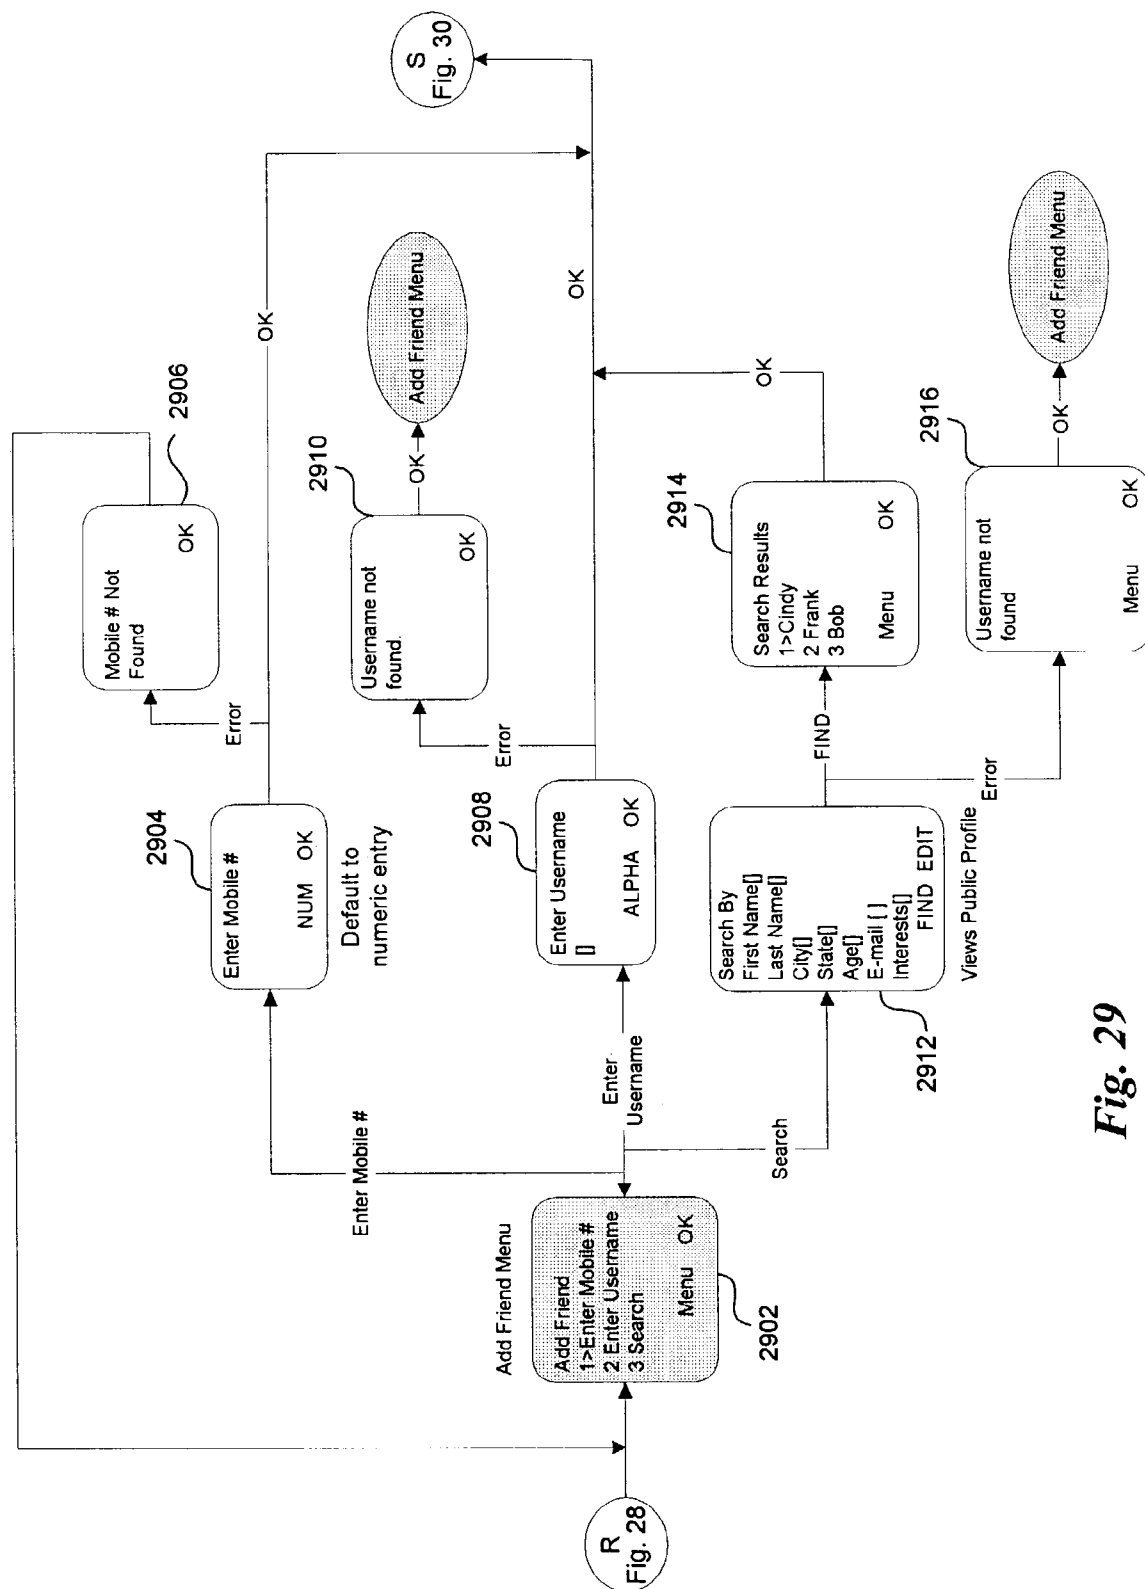 R
Fig. 28
Add Friend Menu
Add Friend
1>Enter Mobile #
2 Enter Username
3 Search
Menu OK
2902
Enter Mobile #
Enter
Username
Search
2904
Enter Mobile #
NUM OK
Default to
numeric entry
Error
2906
Mobile # Not
Found
OK
OK
2908
Enter Username
[]
ALPHA OK
Error
2910
Username not
found.
OK
OK
Add Friend Menu
OK
S
Fig. 30
2912
Search By
First Name[]
Last Name[]
City[]
State[]
Age[]
E-mail [ ]
Interests[]
FIND EDIT
Views Public Profile
FIND
Error
2914
Search Results
1>Cindy
2 Frank
3 Bob
Menu OK
OK
2916
Username not
found
Menu OK
OK
Add Friend Menu
Fig. 29